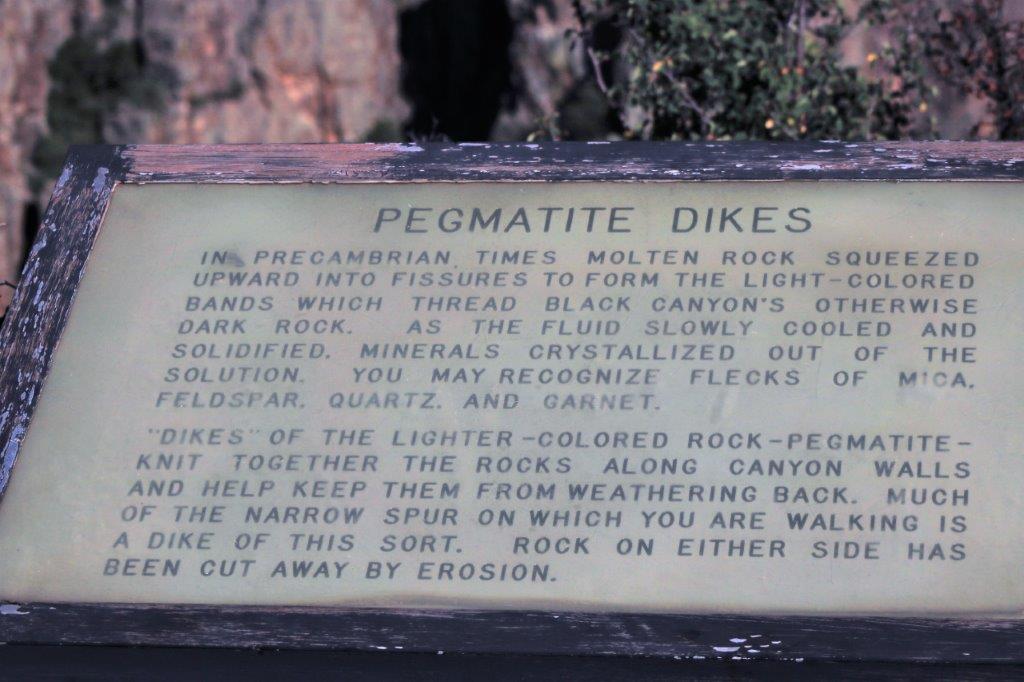 PEGMATITE DIKES
IN PRECAMBRIAN TIMES MOLTEN ROCK SQUEEZED
UPWARD INTO FISSURES TO FORM THE LIGHT-COLORED
BANDS WHICH THREAD BLACK CANYON'S OTHERWISE
DARK ROCK. AS THE FLUID SLOWLY COOLED AND
SOLIDIFIED, MINERALS CRYSTALLIZED OUT OF THE
SOLUTION. YOU MAY RECOGNIZE FLECKS OF MICA,
FELDSPAR, QUARTZ, AND GARNET.
"DIKES" OF THE LIGHTER-COLORED ROCK-PEGMATITE-
KNIT TOGETHER THE ROCKS ALONG CANYON WALLS
AND HELP KEEP THEM FROM WEATHERING BACK. MUCH
OF THE NARROW SPUR ON WHICH YOU ARE WALKING IS
A DIKE OF THIS SORT. ROCK ON EITHER SIDE HAS
BEEN CUT AWAY BY EROSION.